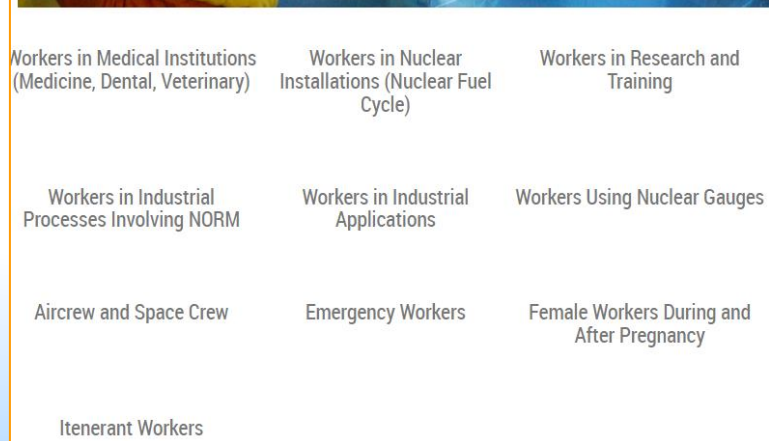 Workers in Medical Institutions
(Medicine, Dental, Veterinary)
Workers in Nuclear
Installations (Nuclear Fuel
Cycle)
Workers in Research and
Training
Workers in Industrial
Processes Involving NORM
Workers in Industrial
Applications
Workers Using Nuclear Gauges
Aircrew and Space Crew
Emergency Workers
Female Workers During and
After Pregnancy
Itenerant Workers